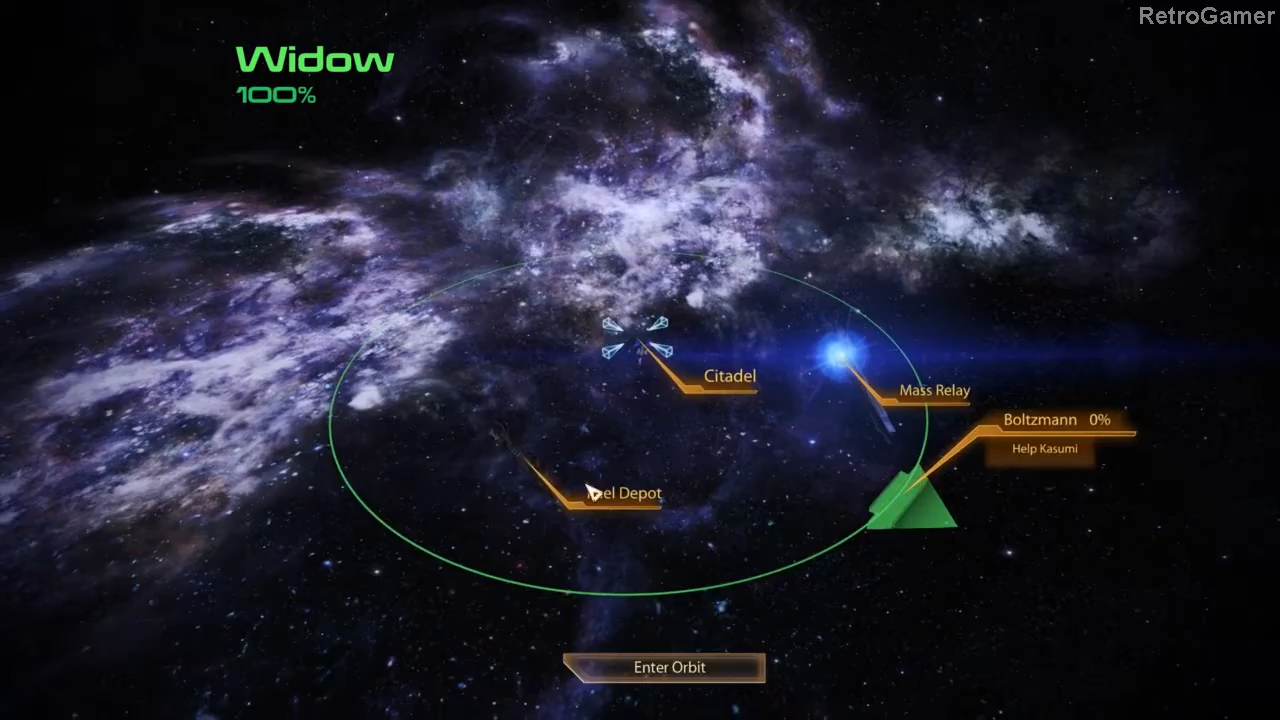 RetroGamer
Widow
100%
Citadel
Mass Relay
Boltzmann 0%
Help Kasumi
Depot
Enter Orbit